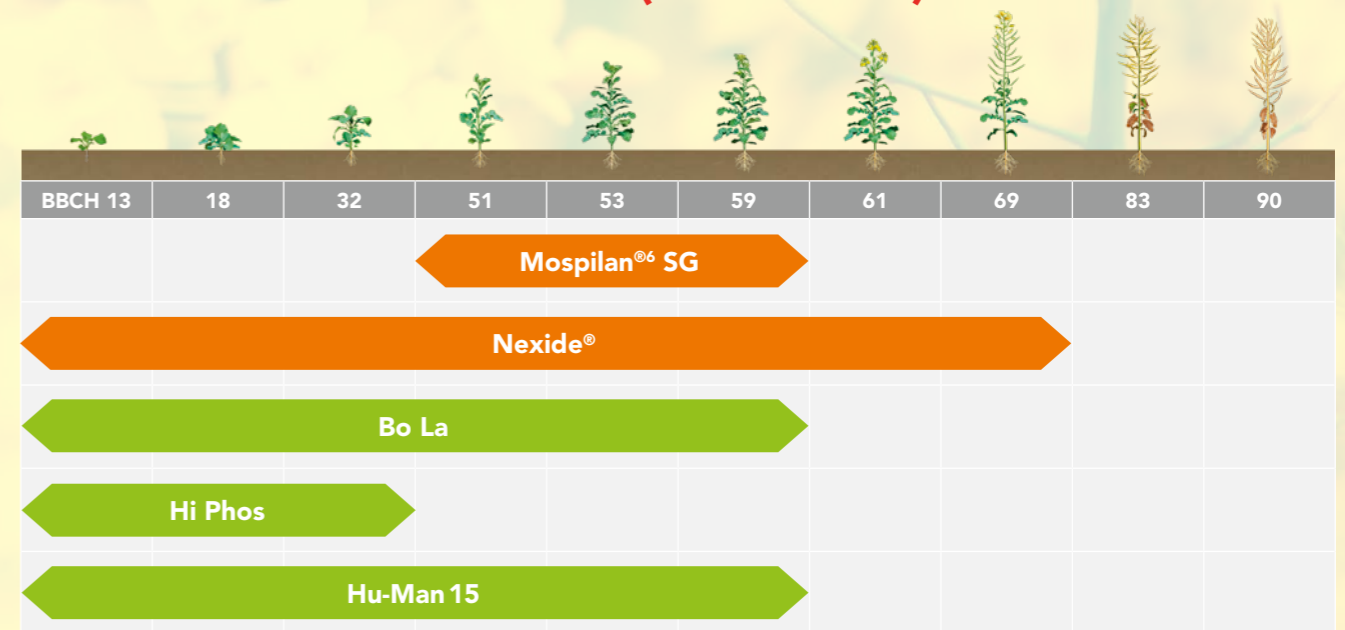 BBCH 13 18 32 51 53 59 61 69 83 90
Mospilan®⁶ SG
Nexide®
Bo La
Hi Phos
Hu-Man 15